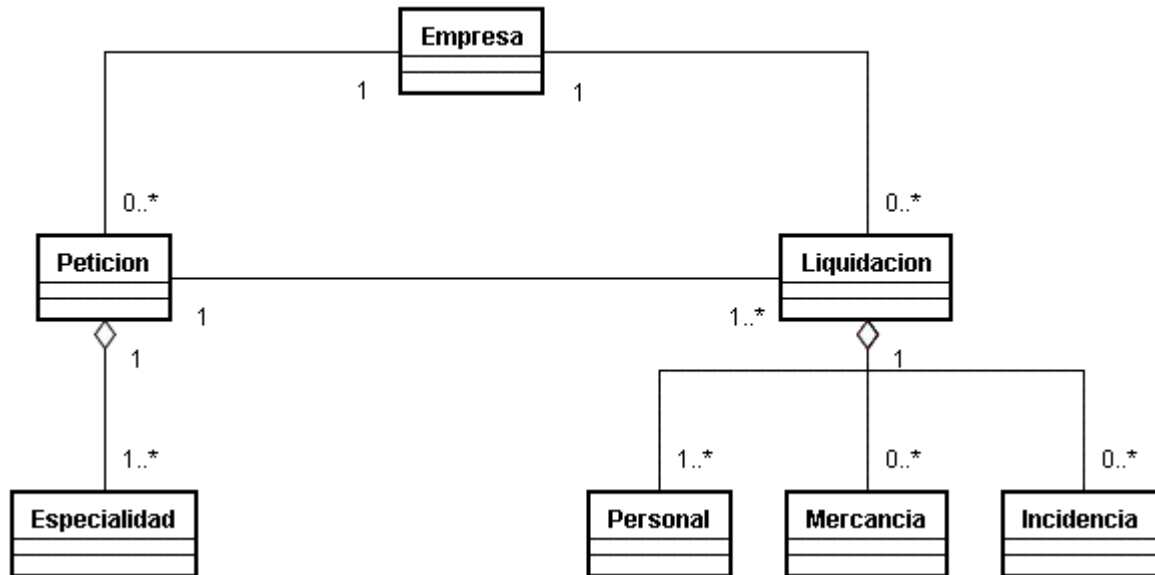 Empresa
1
1
0..*
0..*
Peticion
Liquidacion
1
1..*
1
1
1..*
1..*
0..*
0..*
Especialidad
Personal
Mercancia
Incidencia